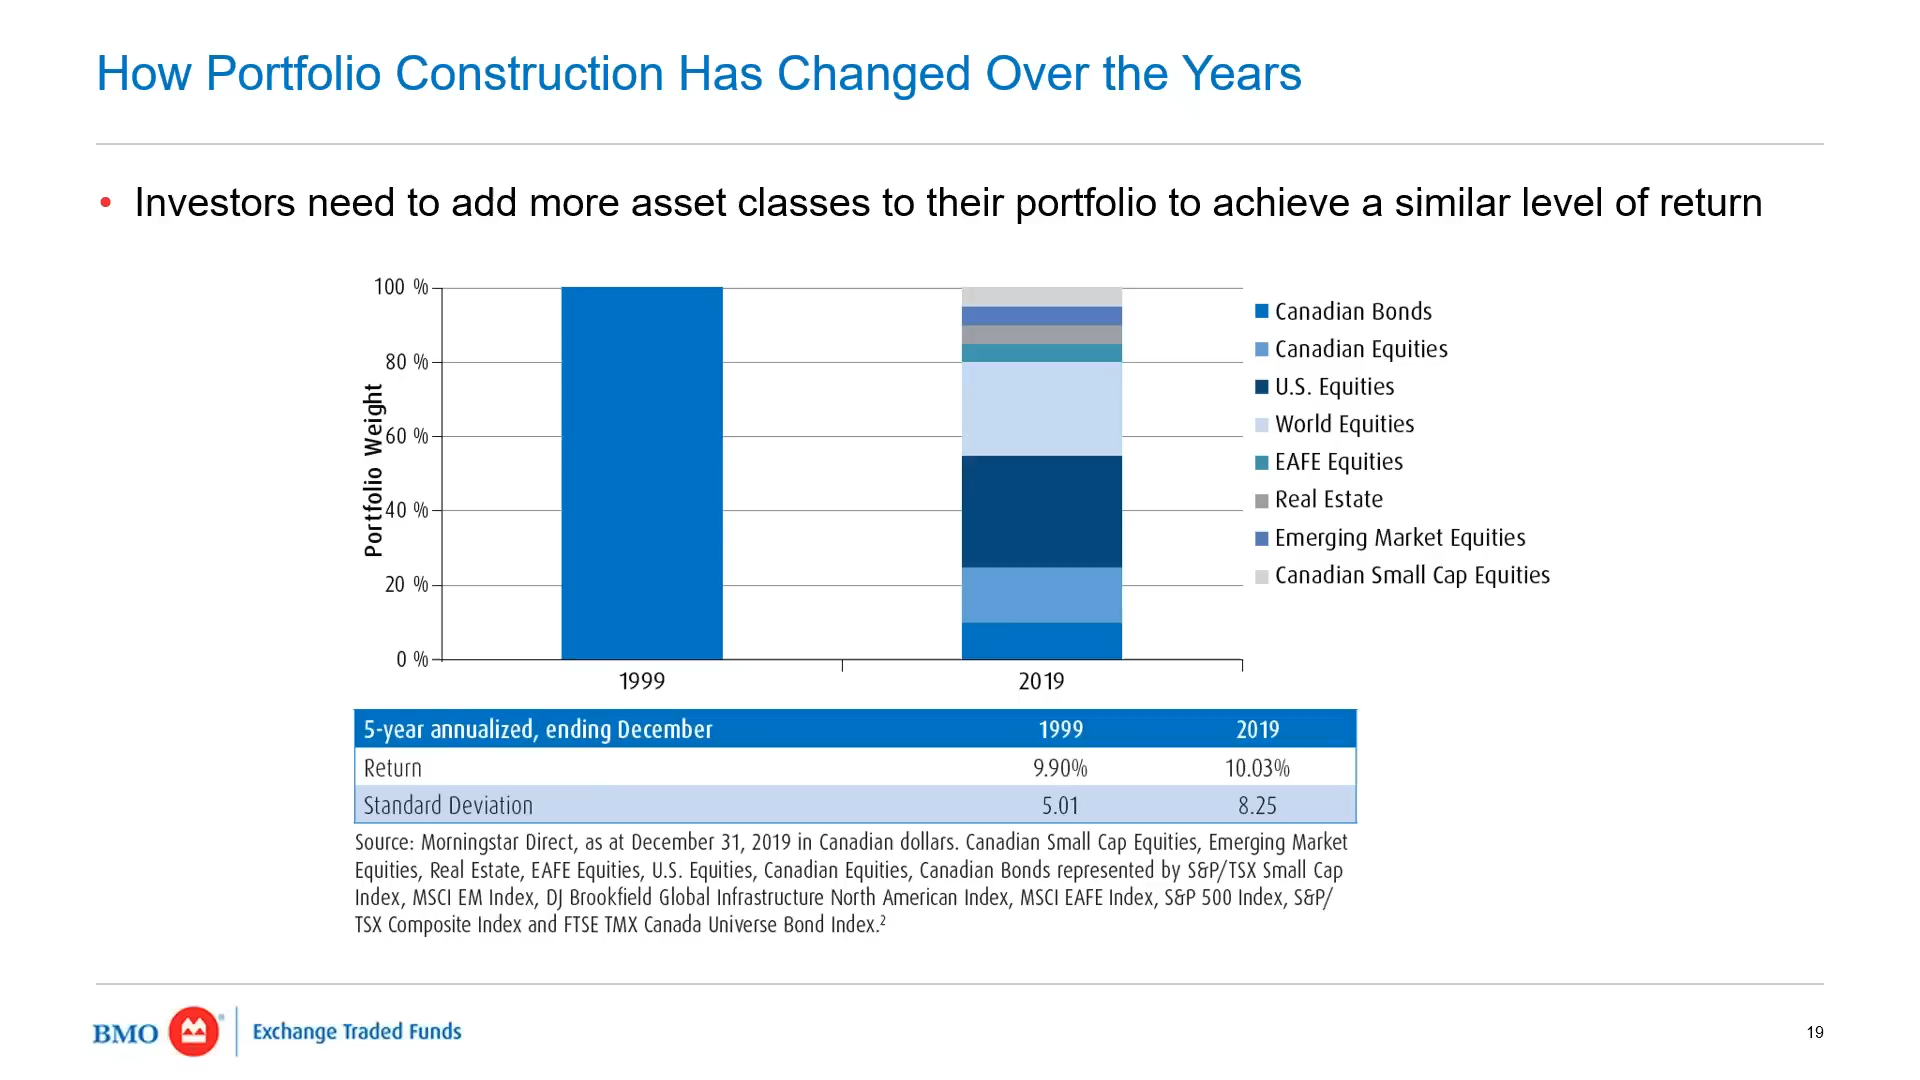 How Portfolio Construction Has Changed Over the Years
• Investors need to add more asset classes to their portfolio to achieve a similar level of return
Portfolio Weight
100 %
80 %
60 %
40 %
20 %
0 %
1999
2019
Canadian Bonds
Canadian Equities
U.S. Equities
World Equities
EAFE Equities
Real Estate
Emerging Market Equities
Canadian Small Cap Equities
5-year annualized, ending December 1999 2019
Return 9.90% 10.03%
Standard Deviation 5.01 8.25
Source: Morningstar Direct, as at December 31, 2019 in Canadian dollars. Canadian Small Cap Equities, Emerging Market
Equities, Real Estate, EAFE Equities, U.S. Equities, Canadian Equities, Canadian Bonds represented by S&P/TSX Small Cap
Index, MSCI EM Index, DJ Brookfield Global Infrastructure North American Index, MSCI EAFE Index, S&P 500 Index, S&P/
TSX Composite Index and FTSE TMX Canada Universe Bond Index.²
BMO ® Exchange Traded Funds
19